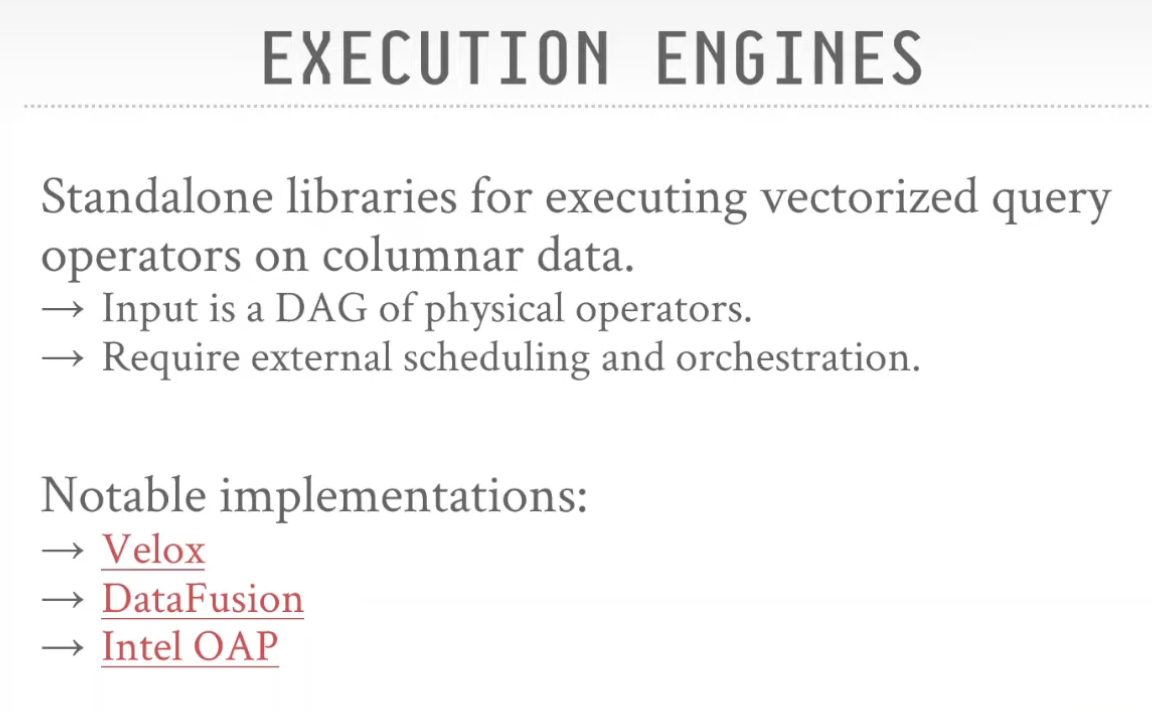 EXECUTION ENGINES
Standalone libraries for executing vectorized query
operators on columnar data.
→ Input is a DAG of physical operators.
→ Require external scheduling and orchestration.
Notable implementations:
→ Velox
→ DataFusion
→ Intel OAP